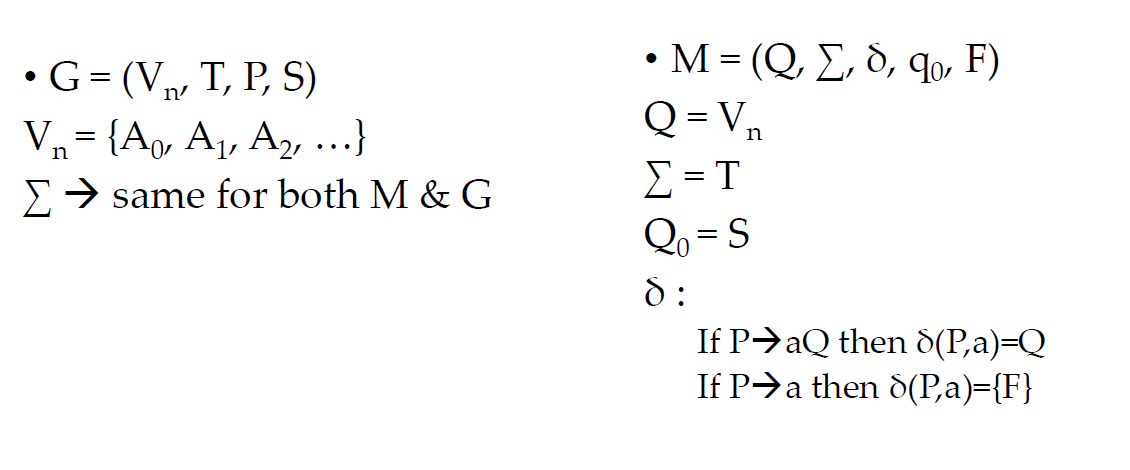 • G = (Vₙ, T, P, S)
Vₙ = {A₀, A₁, A₂, …}
∑ → same for both M & G
• M = (Q, ∑, δ, q₀, F)
Q = Vₙ
∑ = T
Q₀ = S
δ :
If P→aQ then δ(P,a)=Q
If P→a then δ(P,a)={F}